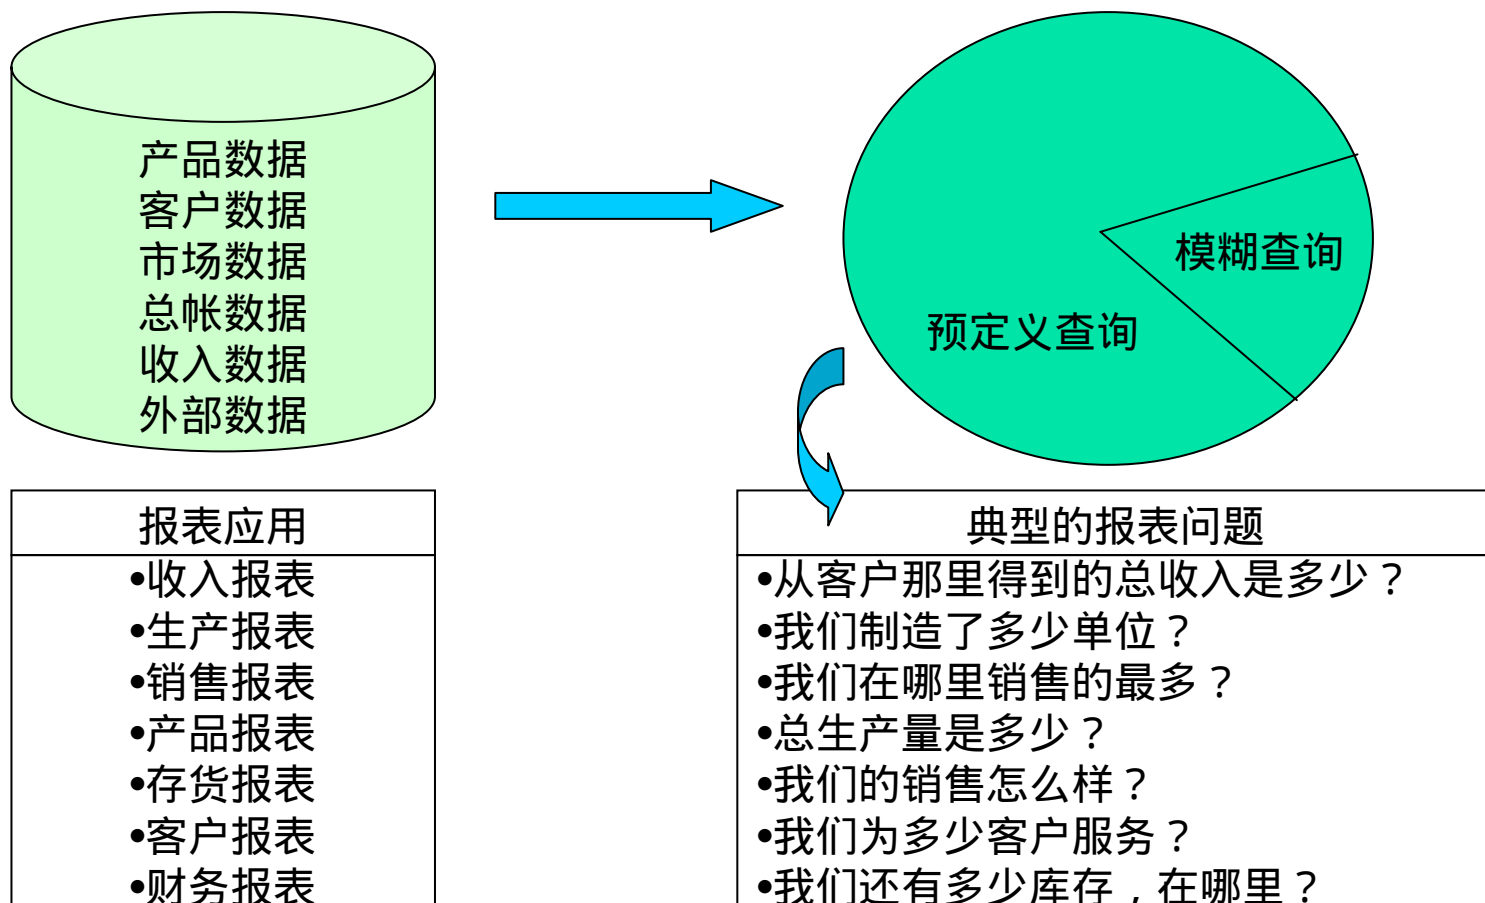 产品数据
客户数据
市场数据
总帐数据
收入数据
外部数据
模糊查询
预定义查询
报表应用
•收入报表
•生产报表
•销售报表
•产品报表
•存货报表
•客户报表
•财务报表
典型的报表问题
•从客户那里得到的总收入是多少？
•我们制造了多少单位？
•我们在哪里销售的最多？
•总生产量是多少？
•我们的销售怎么样？
•我们为多少客户服务？
•我们还有多少库存，在哪里？